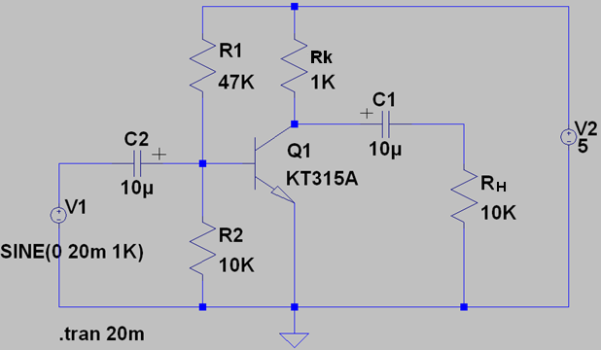 R1
47K
Rk
1K
C1
10µ
V2
5
C2
10µ
Q1
KT315A
V1
SINE(0 20m 1K)
R2
10K
RH
10K
.tran 20m